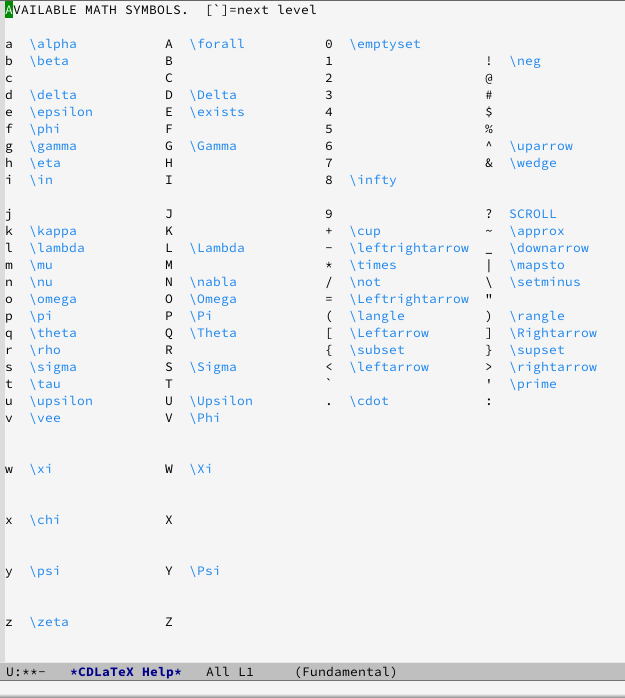 AVAILABLE MATH SYMBOLS.  [`]=next level
a  \alpha  A  \forall  0  \emptyset
b  \beta  B  1  !  \neg
c  C  2  @
d  \delta  D  \Delta  3  #
e  \epsilon  E  \exists  4  $
f  \phi  F  5  %
g  \gamma  G  \Gamma  6  ^  \uparrow
h  \eta  H  7  &  \wedge
i  \in  I  8  \infty
j  J  9  ?  SCROLL
k  \kappa  K  +  \cup  ~  \approx
l  \lambda  L  \Lambda  -  \leftrightarrow  _  \downarrow
m  \mu  M  *  \times  |  \mapsto
n  \nu  N  \nabla  /  \not  \  \setminus
o  \omega  O  \Omega  =  \Leftrightarrow  "
p  \pi  P  \Pi  (  \langle  )  \rangle
q  \theta  Q  \Theta  [  \Leftarrow  ]  \Rightarrow
r  \rho  R  {  \subset  }  \supset
s  \sigma  S  \Sigma  <  \leftarrow  >  \rightarrow
t  \tau  T  `  '  \prime
u  \upsilon  U  \Upsilon  .  \cdot  :
v  \vee  V  \Phi
w  \xi  W  \Xi
x  \chi  X
y  \psi  Y  \Psi
z  \zeta  Z
U:**-  *CDLaTeX Help*  All L1  (Fundamental)